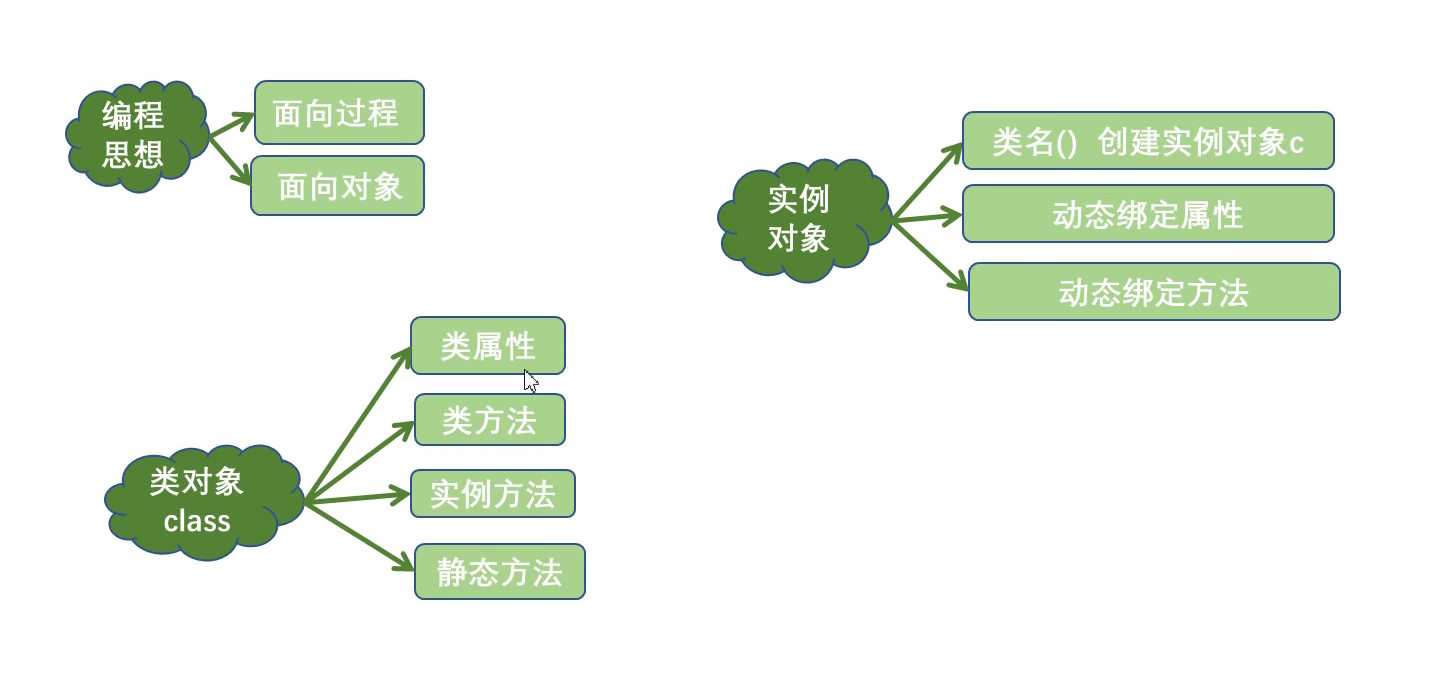 编程
思想
面向过程
面向对象
类对象
class
类属性
类方法
实例方法
静态方法
实例
对象
类名() 创建实例对象c
动态绑定属性
动态绑定方法